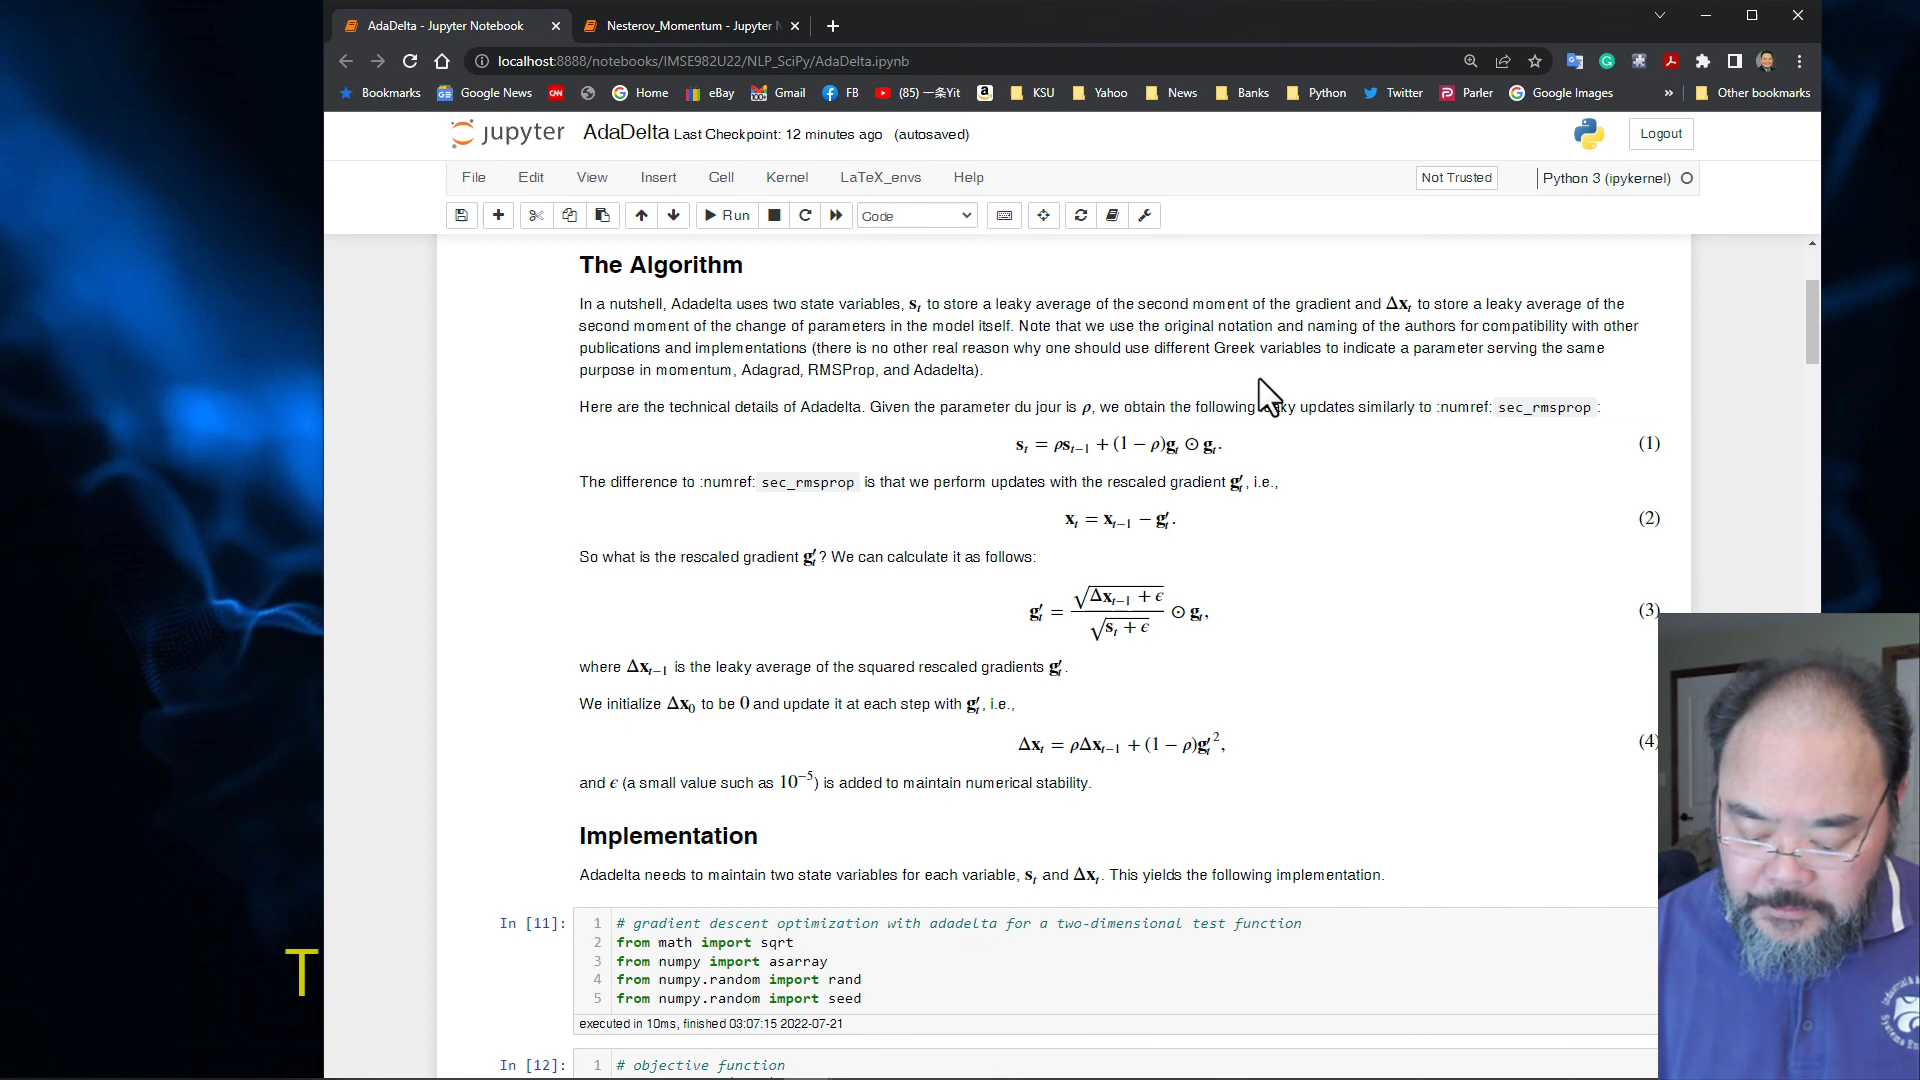 AdaDelta - Jupyter Notebook
Nesterov_Momentum - Jupyter N
localhost:8888/notebooks/IMSE982U22/NLP_SciPy/AdaDelta.ipynb
Bookmarks Google News CNN Home eBay Gmail FB (85) 一条Yit KSU Yahoo News Banks Python Twitter Parler Google Images » Other bookmarks
jupyter AdaDelta Last Checkpoint: 12 minutes ago (autosaved) Logout
File Edit View Insert Cell Kernel LaTeX_envs Help Not Trusted Python 3 (ipykernel)
Run Code
The Algorithm
In a nutshell, Adadelta uses two state variables, s_t to store a leaky average of the second moment of the gradient and Δx_t to store a leaky average of the
second moment of the change of parameters in the model itself. Note that we use the original notation and naming of the authors for compatibility with other
publications and implementations (there is no other real reason why one should use different Greek variables to indicate a parameter serving the same
purpose in momentum, Adagrad, RMSProp, and Adadelta).
Here are the technical details of Adadelta. Given the parameter du jour is ρ, we obtain the following leaky updates similarly to :numref: sec_rmsprop :
s_t = ρs_{t−1} + (1 − ρ)g_t ⊙ g_t. (1)
The difference to :numref: sec_rmsprop is that we perform updates with the rescaled gradient g′_t, i.e.,
x_t = x_{t−1} − g′_t. (2)
So what is the rescaled gradient g′_t? We can calculate it as follows:
g′_t = √(Δx_{t−1} + ϵ) / √(s_t + ϵ) ⊙ g_t, (3)
where Δx_{t−1} is the leaky average of the squared rescaled gradients g′_t.
We initialize Δx_0 to be 0 and update it at each step with g′_t, i.e.,
Δx_t = ρΔx_{t−1} + (1 − ρ)g′_t^2, (4)
and ϵ (a small value such as 10^−5) is added to maintain numerical stability.
Implementation
Adadelta needs to maintain two state variables for each variable, s_t and Δx_t. This yields the following implementation.
In [11]: 1 # gradient descent optimization with adadelta for a two-dimensional test function
2 from math import sqrt
3 from numpy import asarray
4 from numpy.random import rand
5 from numpy.random import seed
executed in 10ms, finished 03:07:15 2022-07-21
In [12]: 1 # objective function
T